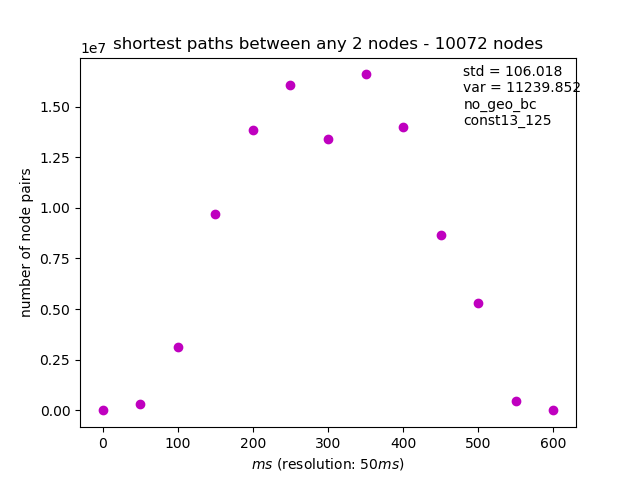 shortest paths between any 2 nodes - 10072 nodes
1e7
std = 106.018
var = 11239.852
no_geo_bc
const13_125
number of node pairs
1.50
1.25
1.00
0.75
0.50
0.25
0.00
0 100 200 300 400 500 600
ms (resolution: 50ms)